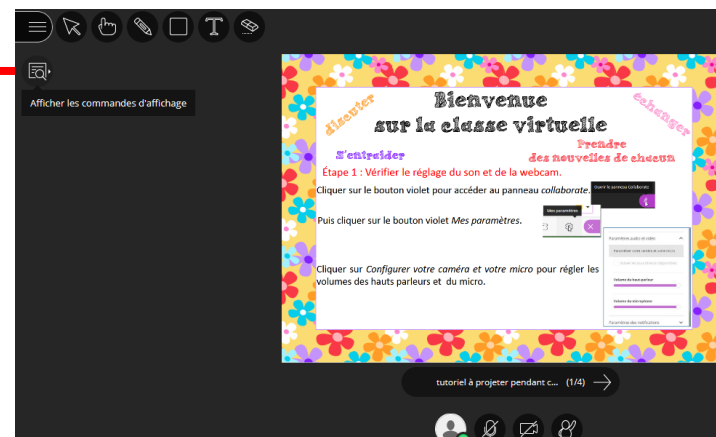 T
Afficher les commandes d'affichage
discuter
Bienvenue
échanger
sur la classe virtuelle
S'entraider
Prendre
des nouvelles de chacun
Étape 1 : Vérifier le réglage du son et de la webcam.
Cliquer sur le bouton violet pour accéder au panneau collaborate.
Ouvrir le panneau Collaborate
Mes paramètres
Puis cliquer sur le bouton violet Mes paramètres.
Paramètres audio et vidéo
Cliquer sur Configurer votre caméra et votre micro pour régler les
volumes des hauts parleurs et du micro.
Volume du haut-parleur
Volume du microphone
Paramètres des notifications
tutoriel à projeter pendant c... (1/4)